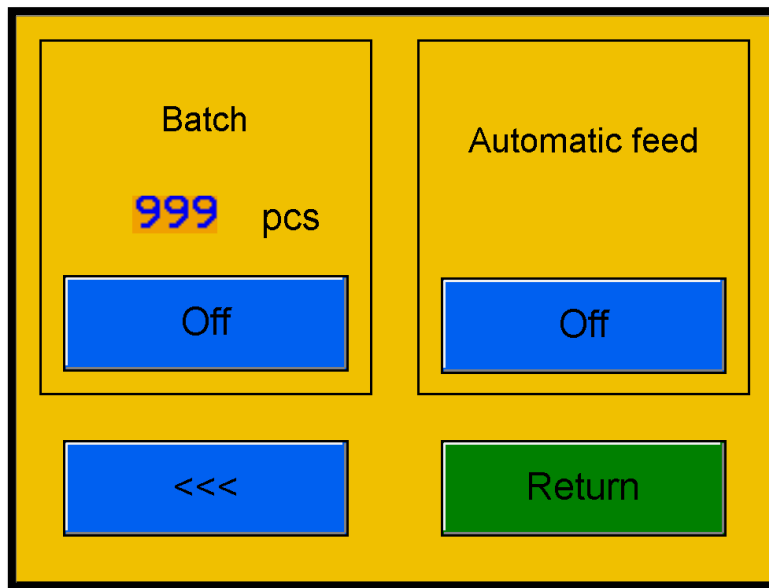 Batch
999 pcs
Off
Automatic feed
Off
<<<
Return